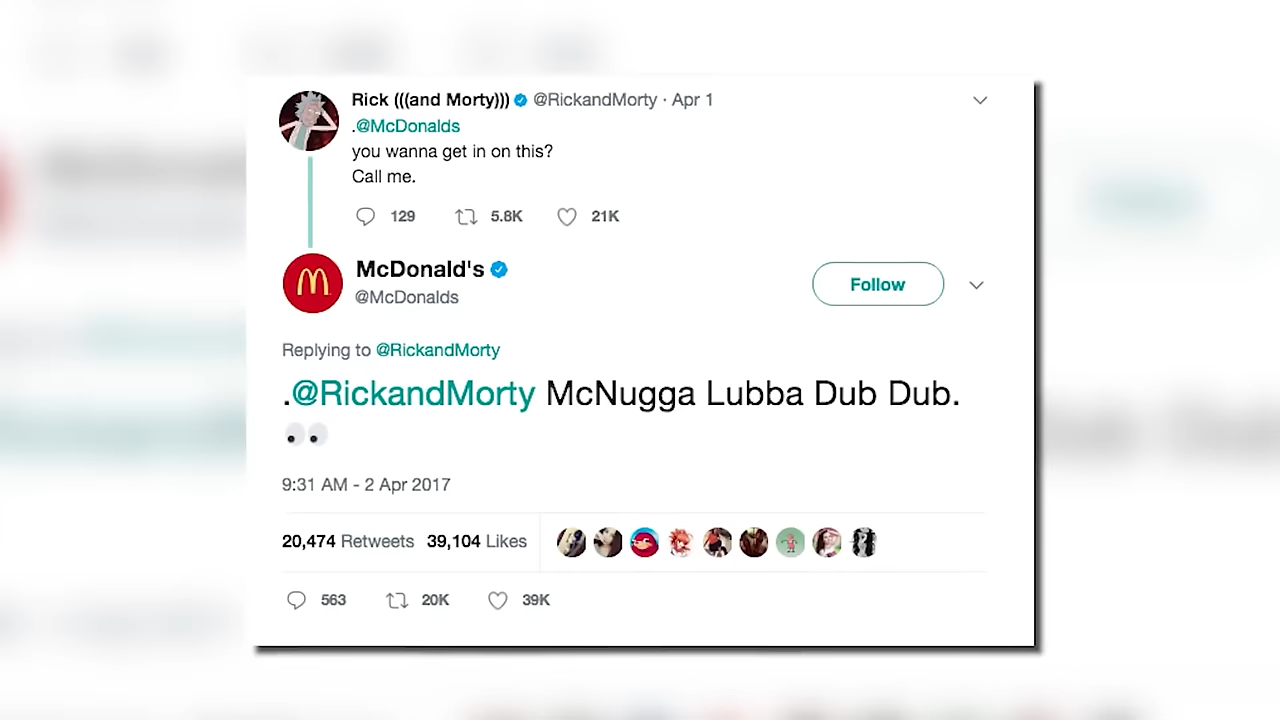 Rick (((and Morty))) @RickandMorty · Apr 1
.@McDonalds
you wanna get in on this?
Call me.
129 5.8K 21K
McDonald's
@McDonalds
Follow
Replying to @RickandMorty
.@RickandMorty McNugga Lubba Dub Dub.
👀
9:31 AM - 2 Apr 2017
20,474 Retweets 39,104 Likes
563 20K 39K